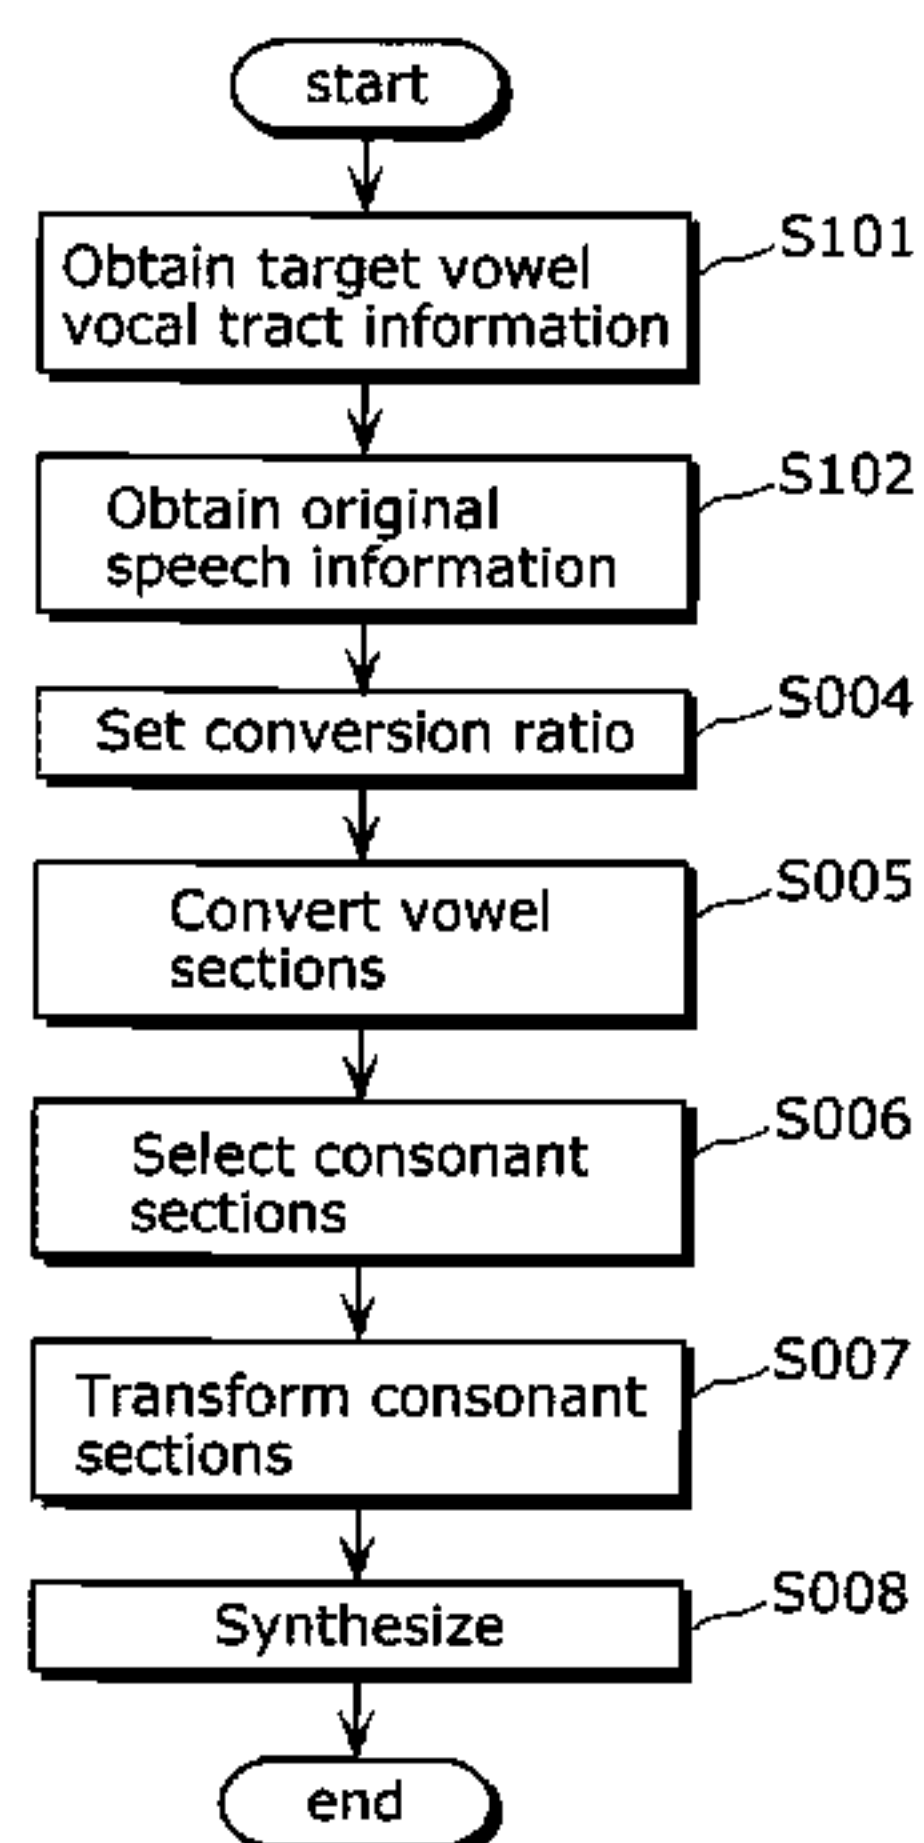 start
S101
Obtain target vowel
vocal tract information
S102
Obtain original
speech information
S004
Set conversion ratio
S005
Convert vowel
sections
S006
Select consonant
sections
S007
Transform consonant
sections
S008
Synthesize
end